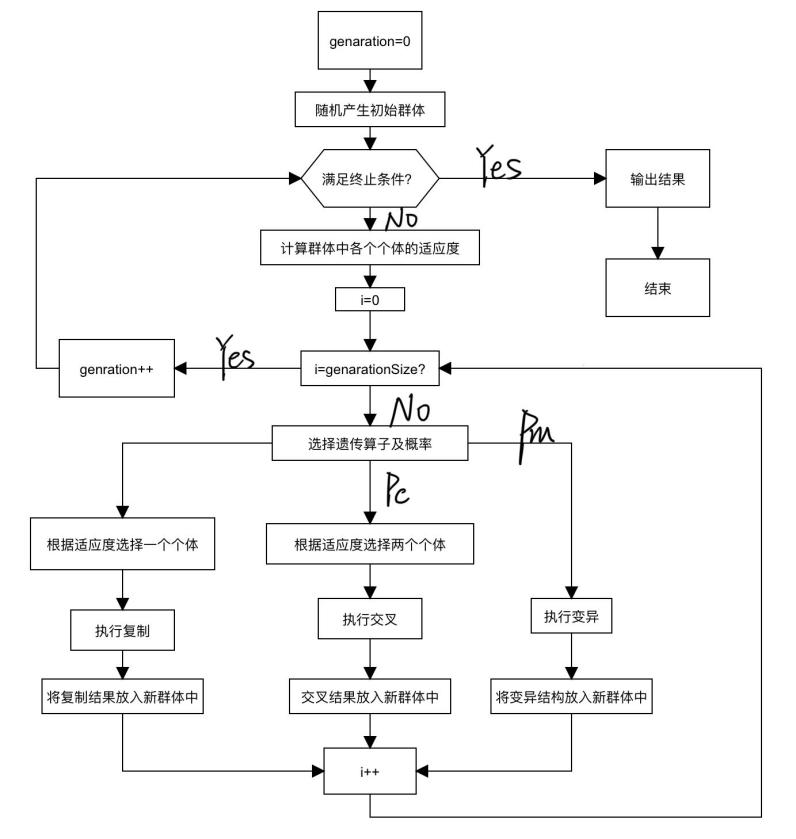 genaration=0
随机产生初始群体
满足终止条件?
Yes
输出结果
No
计算群体中各个个体的适应度
结束
i=0
genration++
Yes
i=genarationSize?
No
选择遗传算子及概率
Pm
Pc
根据适应度选择一个个体
根据适应度选择两个个体
执行复制
执行交叉
执行变异
将复制结果放入新群体中
交叉结果放入新群体中
将变异结构放入新群体中
i++